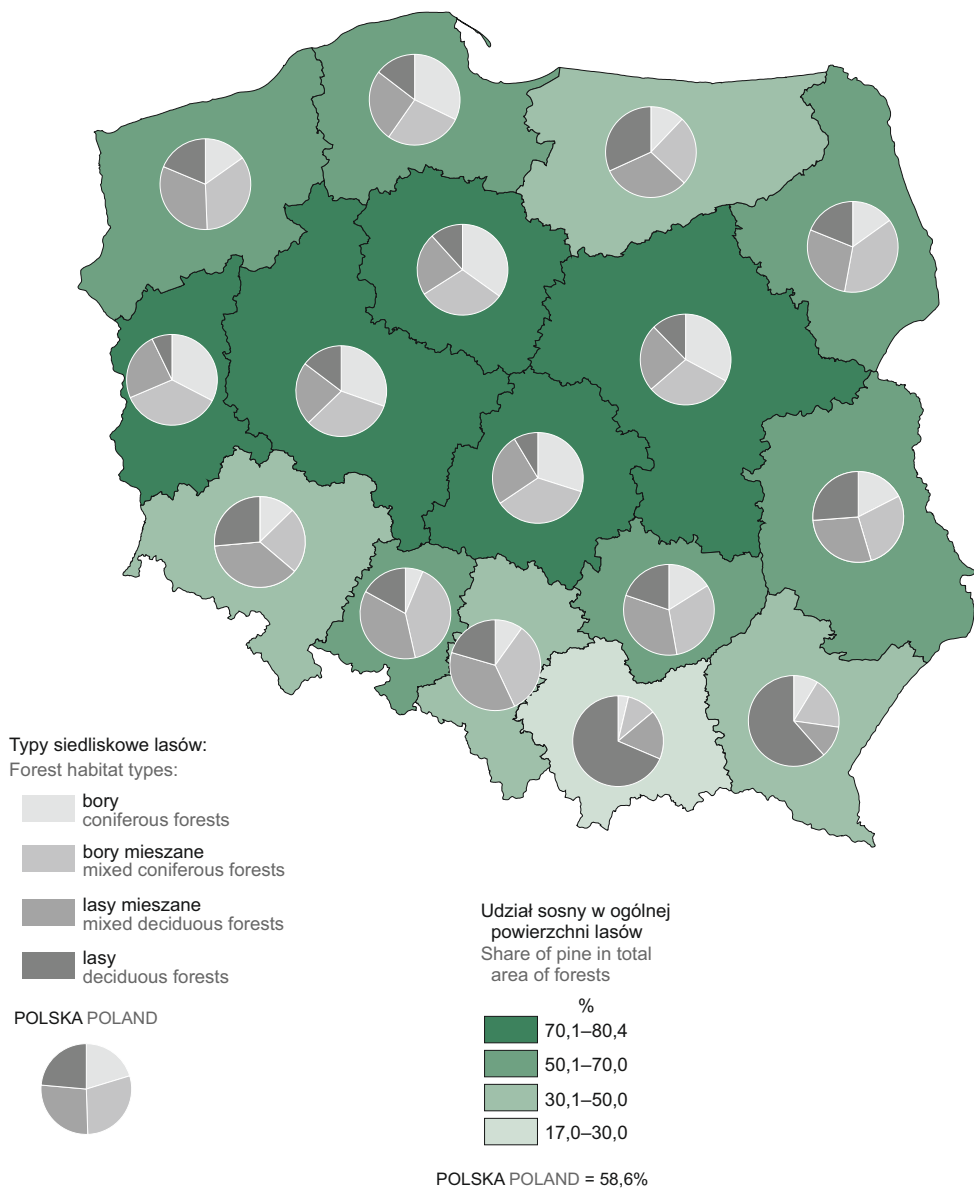 Typy siedliskowe lasów:
Forest habitat types:
bory
coniferous forests
bory mieszane
mixed coniferous forests
lasy mieszane
mixed deciduous forests
lasy
deciduous forests
POLSKA POLAND
Udział sosny w ogólnej
powierzchni lasów
Share of pine in total
area of forests
%
70,1–80,4
50,1–70,0
30,1–50,0
17,0–30,0
POLSKA POLAND = 58,6%